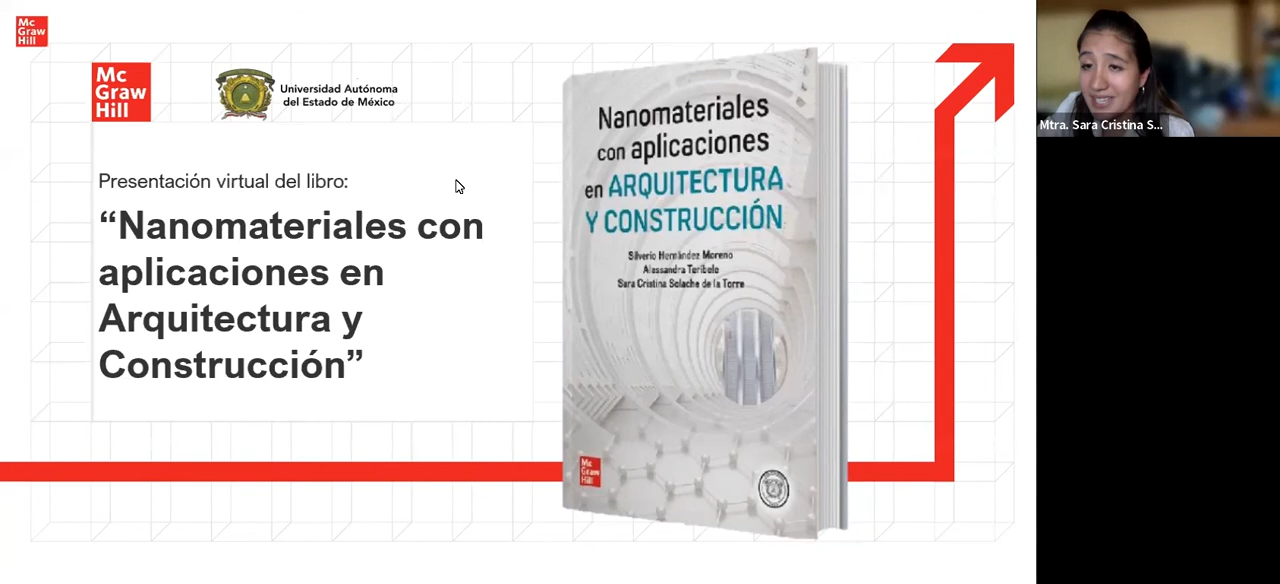 Mc
Graw
Hill
Mc
Graw
Hill
Universidad Autónoma
del Estado de México
Presentación virtual del libro:
“Nanomateriales con
aplicaciones en
Arquitectura y
Construcción”
Nanomateriales
con aplicaciones
en ARQUITECTURA
Y CONSTRUCCIÓN
Silverio Hernández Moreno
Alessandra Teribele
Sara Cristina Solache de la Torre
Mc
Graw
Hill
Mtra. Sara Cristina S...